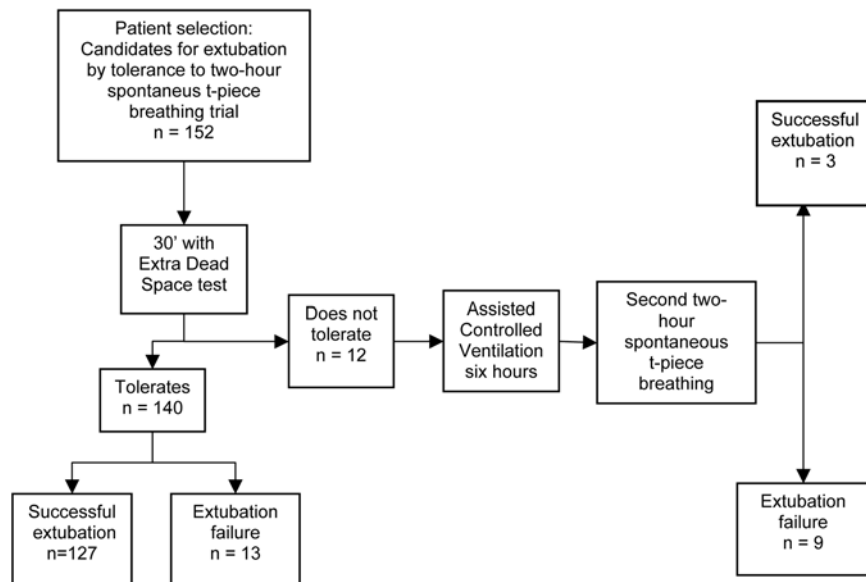 Patient selection:
Candidates for extubation
by tolerance to two-hour
spontaneus t-piece
breathing trial
n = 152
30' with
Extra Dead
Space test
Does not
tolerate
n = 12
Assisted
Controlled
Ventilation
six hours
Second two-
hour
spontaneous
t-piece
breathing
Successful
extubation
n = 3
Tolerates
n = 140
Successful
extubation
n=127
Extubation
failure
n = 13
Extubation
failure
n = 9